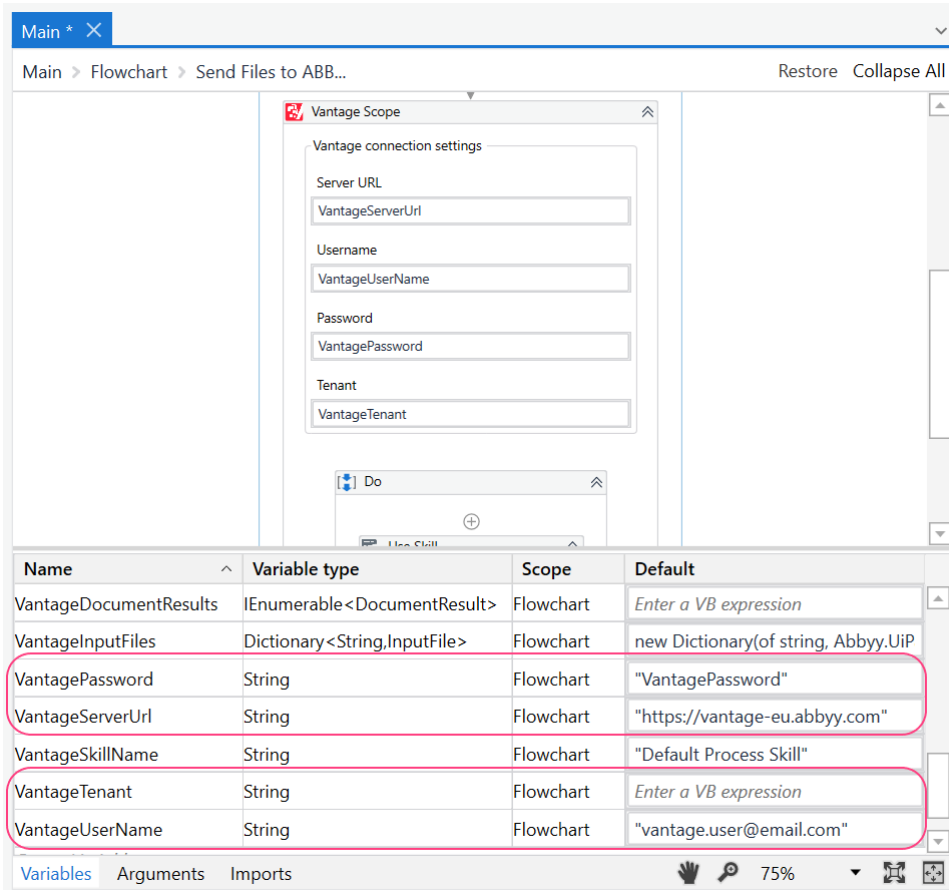 Main *
Main > Flowchart > Send Files to ABB...
Restore Collapse All
Vantage Scope
Vantage connection settings
Server URL
VantageServerUrl
Username
VantageUserName
Password
VantagePassword
Tenant
VantageTenant
Do
Use Skill
Name Variable type Scope Default
VantageDocumentResults IEnumerable<DocumentResult> Flowchart Enter a VB expression
VantageInputFiles Dictionary<String,InputFile> Flowchart new Dictionary(of string, Abbyy.UiP
VantagePassword String Flowchart "VantagePassword"
VantageServerUrl String Flowchart "https://vantage-eu.abbyy.com"
VantageSkillName String Flowchart "Default Process Skill"
VantageTenant String Flowchart Enter a VB expression
VantageUserName String Flowchart "vantage.user@email.com"
Variables Arguments Imports 75%